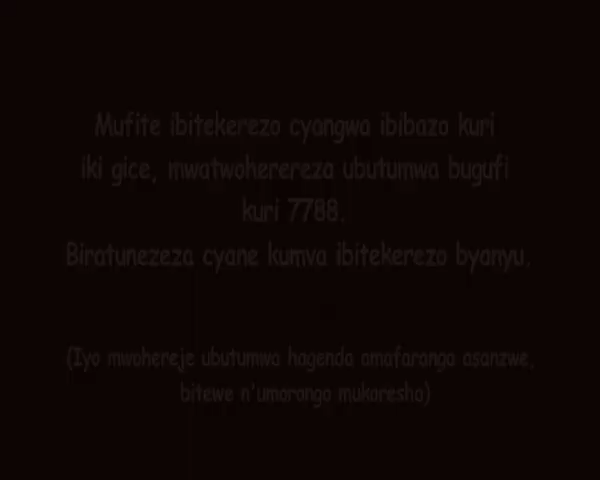 Mufite ibitekerezo cyangwa ibibazo kuri
iki gice, mwatwoherereza ubutumwa bugufi
kuri 7788.
Biratunezeza cyane kumva ibitekerezo byanyu.
(Iyo mwohereje ubutumwa hagenda amafaranga asanzwe,
bitewe n'umurongo mukoresha)